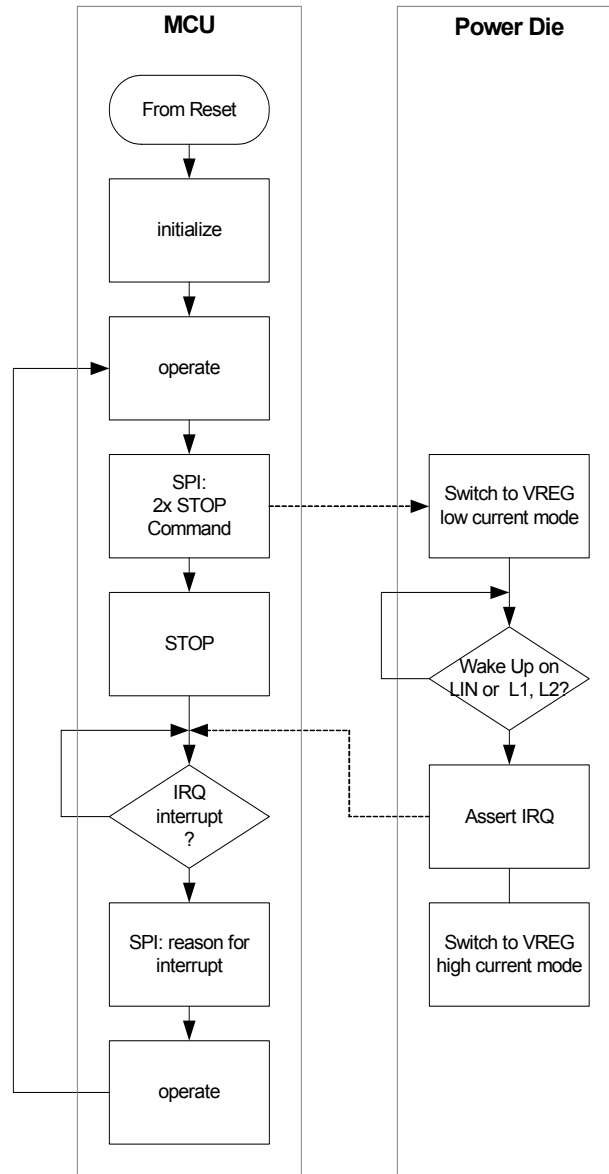 MCU
Power Die
From Reset
initialize
operate
SPI:
2x STOP
Command
Switch to VREG
low current mode
STOP
Wake Up on
LIN or L1, L2?
IRQ
interrupt
?
Assert IRQ
SPI: reason for
interrupt
Switch to VREG
high current mode
operate